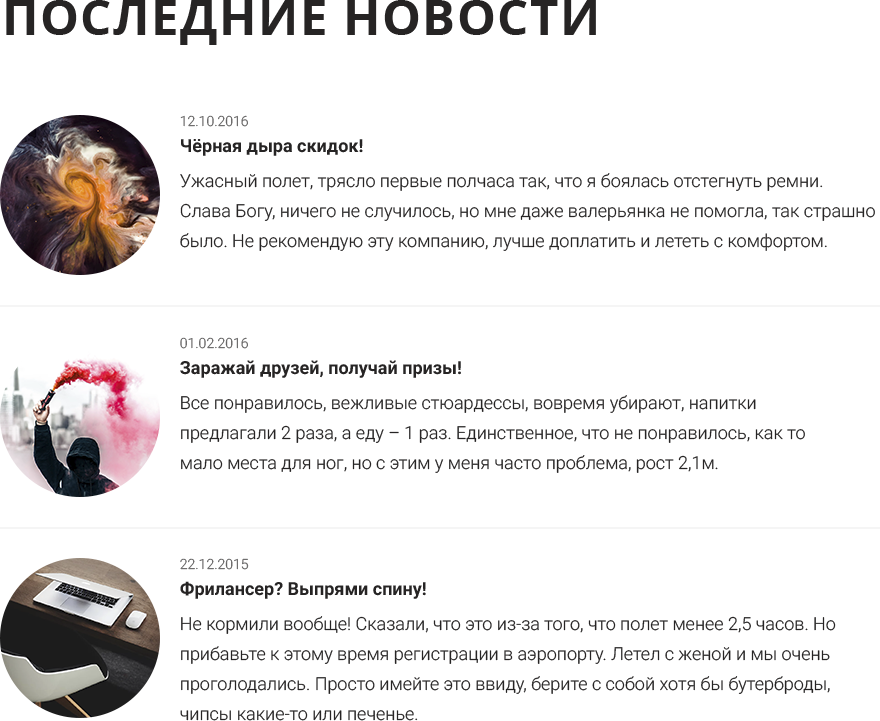 ПОСЛЕДНИЕ НОВОСТИ
12.10.2016
Чёрная дыра скидок!
Ужасный полет, трясло первые полчаса так, что я боялась отстегнуть ремни.
Слава Богу, ничего не случилось, но мне даже валерьянка не помогла, так страшно
было. Не рекомендую эту компанию, лучше доплатить и лететь с комфортом.
01.02.2016
Заражай друзей, получай призы!
Все понравилось, вежливые стюардессы, вовремя убирают, напитки
предлагали 2 раза, а еду – 1 раз. Единственное, что не понравилось, как то
мало места для ног, но с этим у меня часто проблема, рост 2,1м.
22.12.2015
Фрилансер? Выпрями спину!
Не кормили вообще! Сказали, что это из-за того, что полет менее 2,5 часов. Но
прибавьте к этому время регистрации в аэропорту. Летел с женой и мы очень
проголодались. Просто имейте это ввиду, берите с собой хотя бы бутерброды,
чипсы какие-то или печенье.